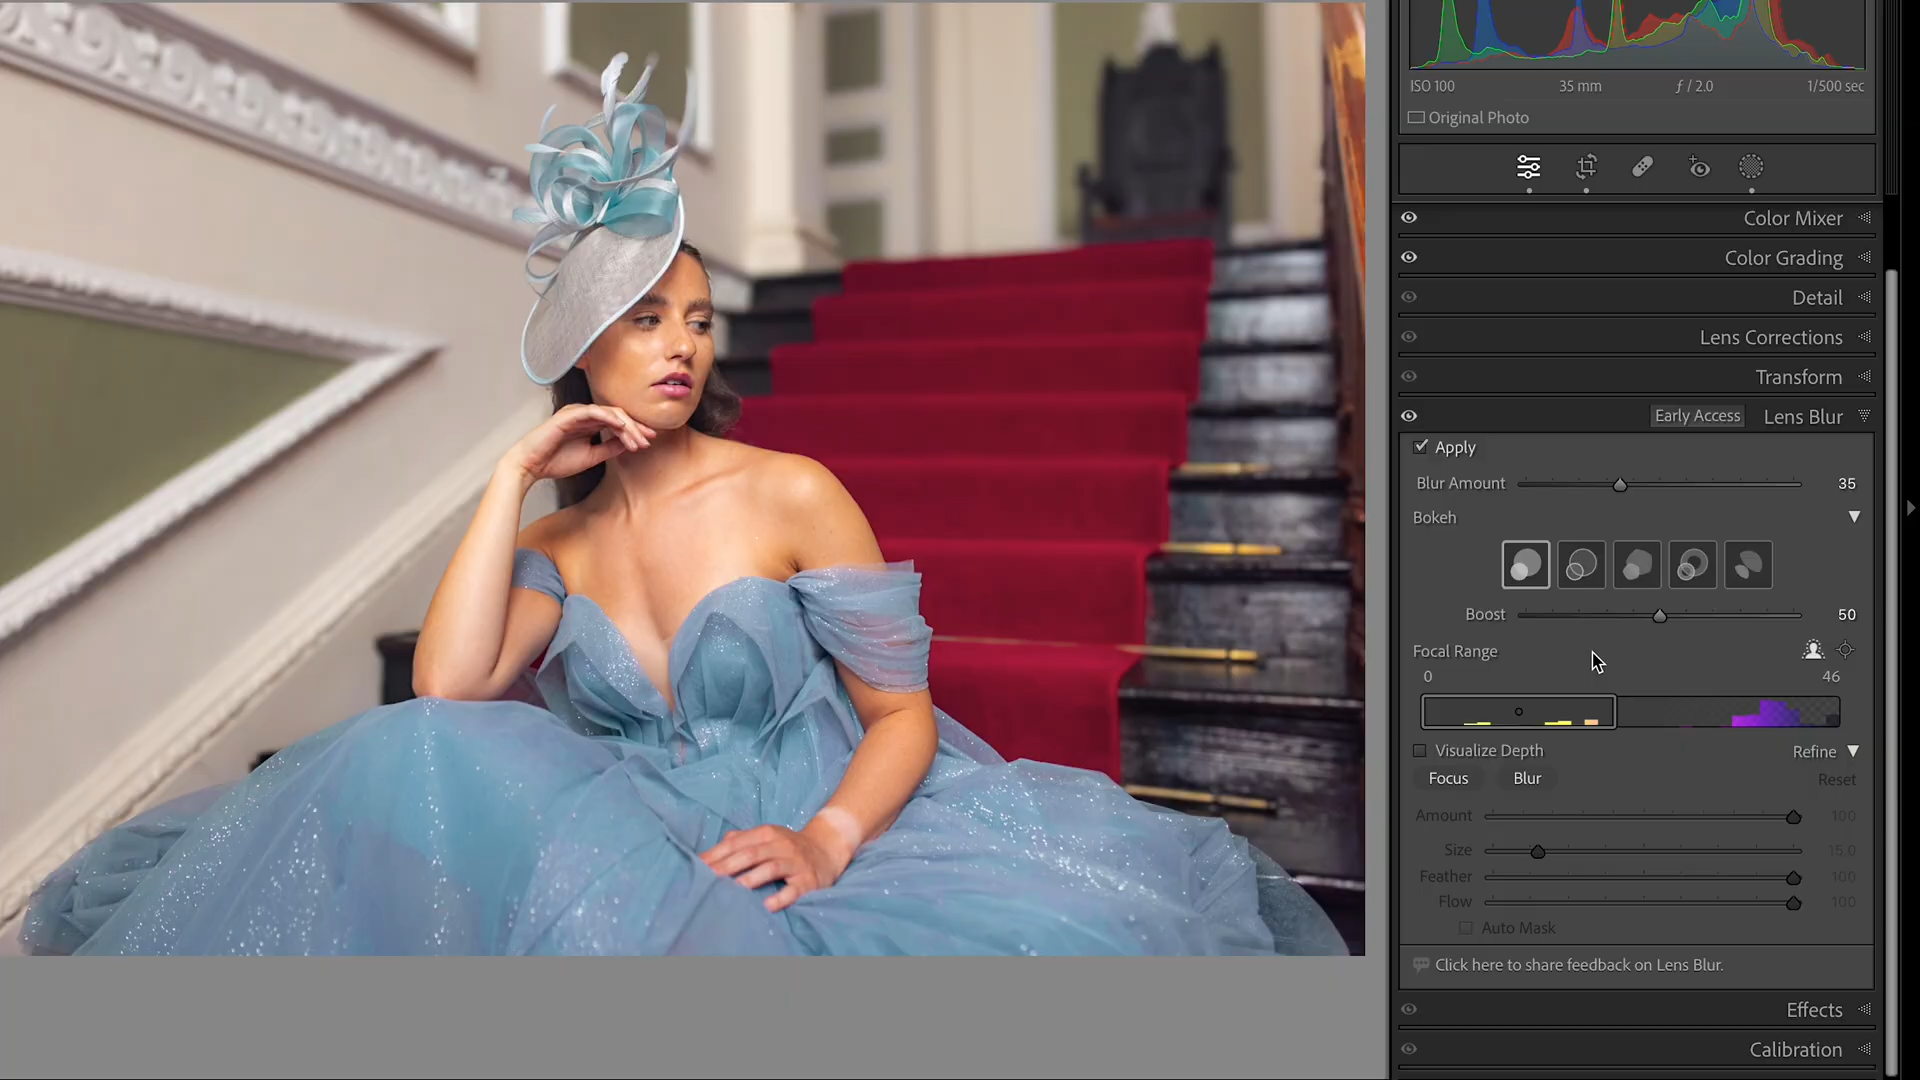 ISO 100 35 mm ƒ / 2.0 1/500 sec
Original Photo
Color Mixer
Color Grading
Detail
Lens Corrections
Transform
Early Access Lens Blur
Apply
Blur Amount 35
Bokeh
Boost 50
Focal Range
0 46
Visualize Depth Refine
Focus Blur Reset
Amount 100
Size 15.0
Feather 100
Flow 100
Auto Mask
Click here to share feedback on Lens Blur.
Effects
Calibration